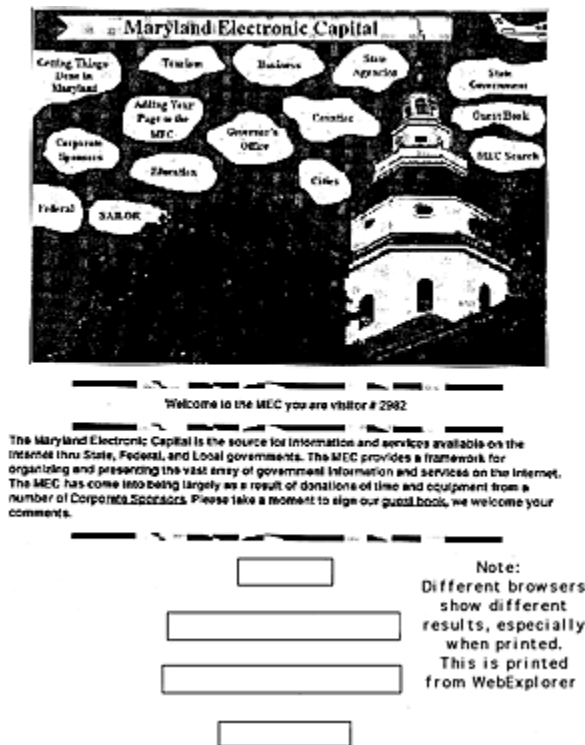 Maryland Electronic Capital
Getting Things
Done in
Maryland
Tourism
Business
State
Agencies
State
Government
Adding Your
Page to the
MEC
Counties
Guest Book
Governor's
Office
Corporate
Sponsors
MEC Search
Education
Cities
Federal
SAILOR
Welcome to the MEC you are visitor # 2982
The Maryland Electronic Capital is the source for information and services available on the
Internet thru State, Federal, and Local governments. The MEC provides a framework for
organizing and presenting the vast array of government information and services on the Internet.
The MEC has come into being largely as a result of donations of time and equipment from a
number of Corporate Sponsors. Please take a moment to sign our guest book, we welcome your
comments.
Note:
Different browsers
show different
results, especially
when printed.
This is printed
from WebExplorer